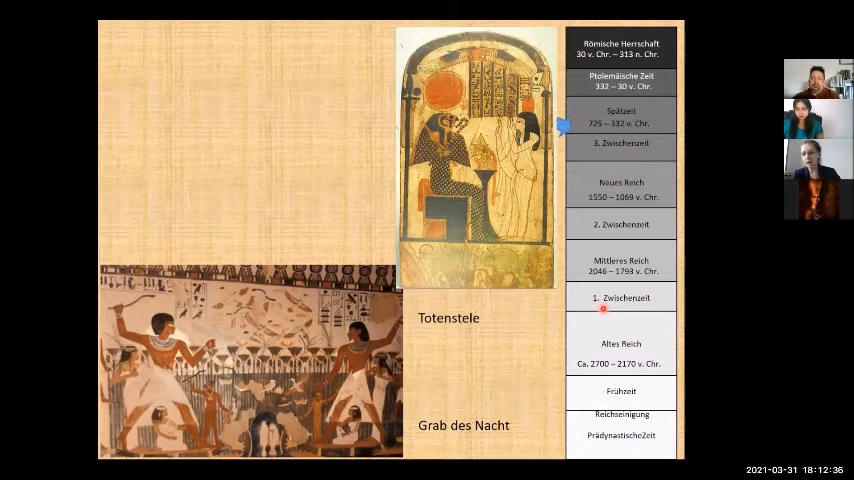 Römische Herrschaft
30 v. Chr. – 313 n. Chr.
Ptolemäische Zeit
332 – 30 v. Chr.
Spätzeit
725 – 332 v. Chr.
3. Zwischenzeit
Neues Reich
1550 – 1069 v. Chr.
2. Zwischenzeit
Mittleres Reich
2046 – 1793 v. Chr.
1. Zwischenzeit
Altes Reich
Ca. 2700 – 2170 v. Chr.
Frühzeit
Reichseinigung
PrädynastischeZeit
Totenstele
Grab des Nacht
2021-03-31 18:12:36